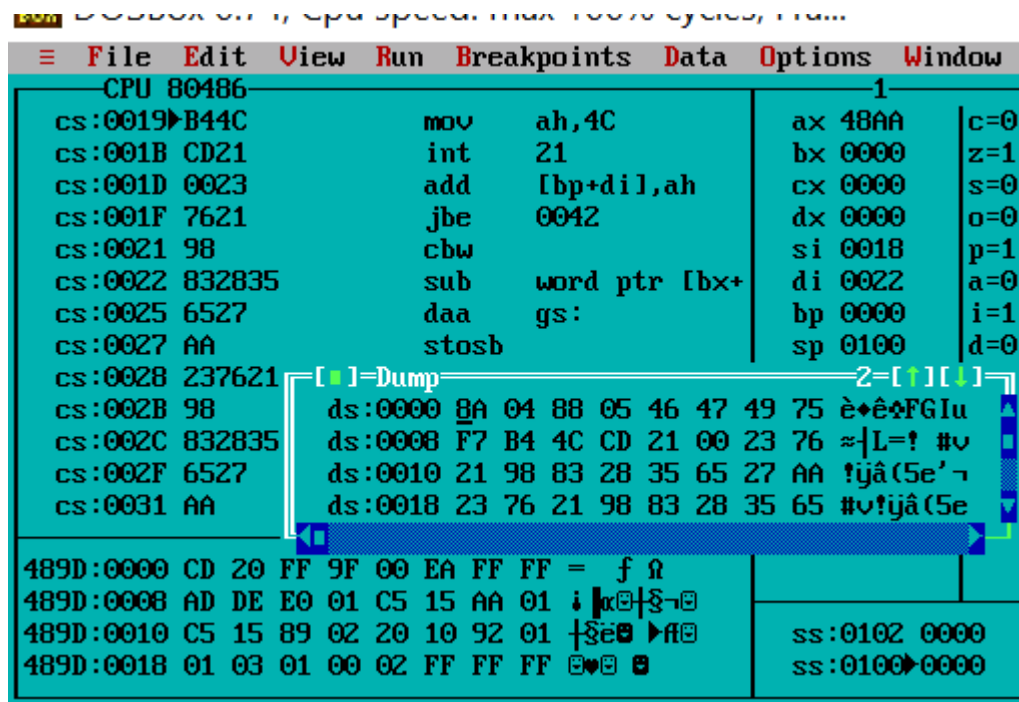 DOSBox 0.74, Cpu speed: max 100% cycles, Fra...
≡ File Edit View Run Breakpoints Data Options Window
CPU 80486 1
cs:0019►B44C mov ah,4C ax 48AA c=0
cs:001B CD21 int 21 bx 0000 z=1
cs:001D 0023 add [bp+di],ah cx 0000 s=0
cs:001F 7621 jbe 0042 dx 0000 o=0
cs:0021 98 cbw si 0018 p=1
cs:0022 832835 sub word ptr [bx+ di 0022 a=0
cs:0025 6527 daa gs: bp 0000 i=1
cs:0027 AA stosb sp 0100 d=0
cs:0028 237621 [■]=Dump 2=[↑][↓]
cs:002B 98 ds:0000 8A 04 88 05 46 47 49 75 è♦ê♣FGIu
cs:002C 832835 ds:0008 F7 B4 4C CD 21 00 23 76 ≈┤L=! #v
cs:002F 6527 ds:0010 21 98 83 28 35 65 27 AA !ÿâ(5e'¬
cs:0031 AA ds:0018 23 76 21 98 83 28 35 65 #v!ÿâ(5e
489D:0000 CD 20 FF 9F 00 EA FF FF = ƒ Ω
489D:0008 AD DE E0 01 C5 15 AA 01 ¡▐α☺┼§¬☺
489D:0010 C5 15 89 02 20 10 92 01 ┼§ë☻ ►Æ☺ ss:0102 0000
489D:0018 01 03 01 00 02 FF FF FF ☺♥☺ ☻ ss:0100►0000